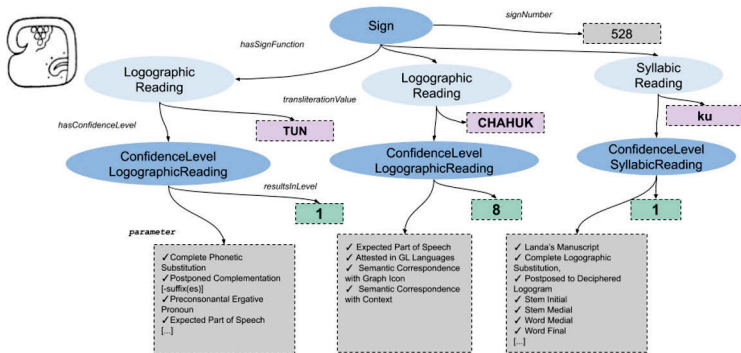 Sign
signNumber
528
hasSignFunction
Logographic
Reading
Logographic
Reading
Syllabic
Reading
transliterationValue
TUN
CHAHUK
ku
hasConfidenceLevel
ConfidenceLevel
LogographicReading
ConfidenceLevel
LogographicReading
ConfidenceLevel
SyllabicReading
resultsInLevel
1
8
1
parameter
✓Complete Phonetic
Substitution
✓Postponed Complementation
[-suffix(es)]
✓Preconsonantal Ergative
Pronoun
✓Expected Part of Speech
[...]
✓ Expected Part of Speech
✓ Attested in GL Languages
✓ Semantic Correspondence
with Graph Icon
✓ Semantic Correspondence
with Context
✓ Landa's Manuscript
✓ Complete Logographic
Substitution,
✓ Postposed to Deciphered
Logogram
✓ Stem Initial
✓ Stem Medial
✓ Word Medial
✓ Word Final
[...]